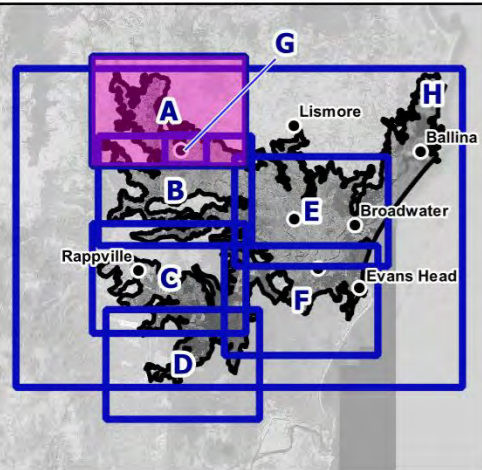 G
A
H
Lismore
Ballina
B
E
Broadwater
Rappville
C
Evans Head
F
D